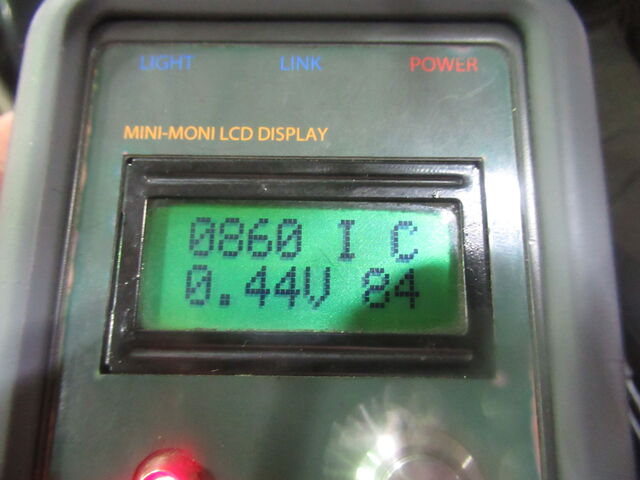 LIGHT LINK POWER
MINI-MONI LCD DISPLAY
0860 I C
0.44V 84